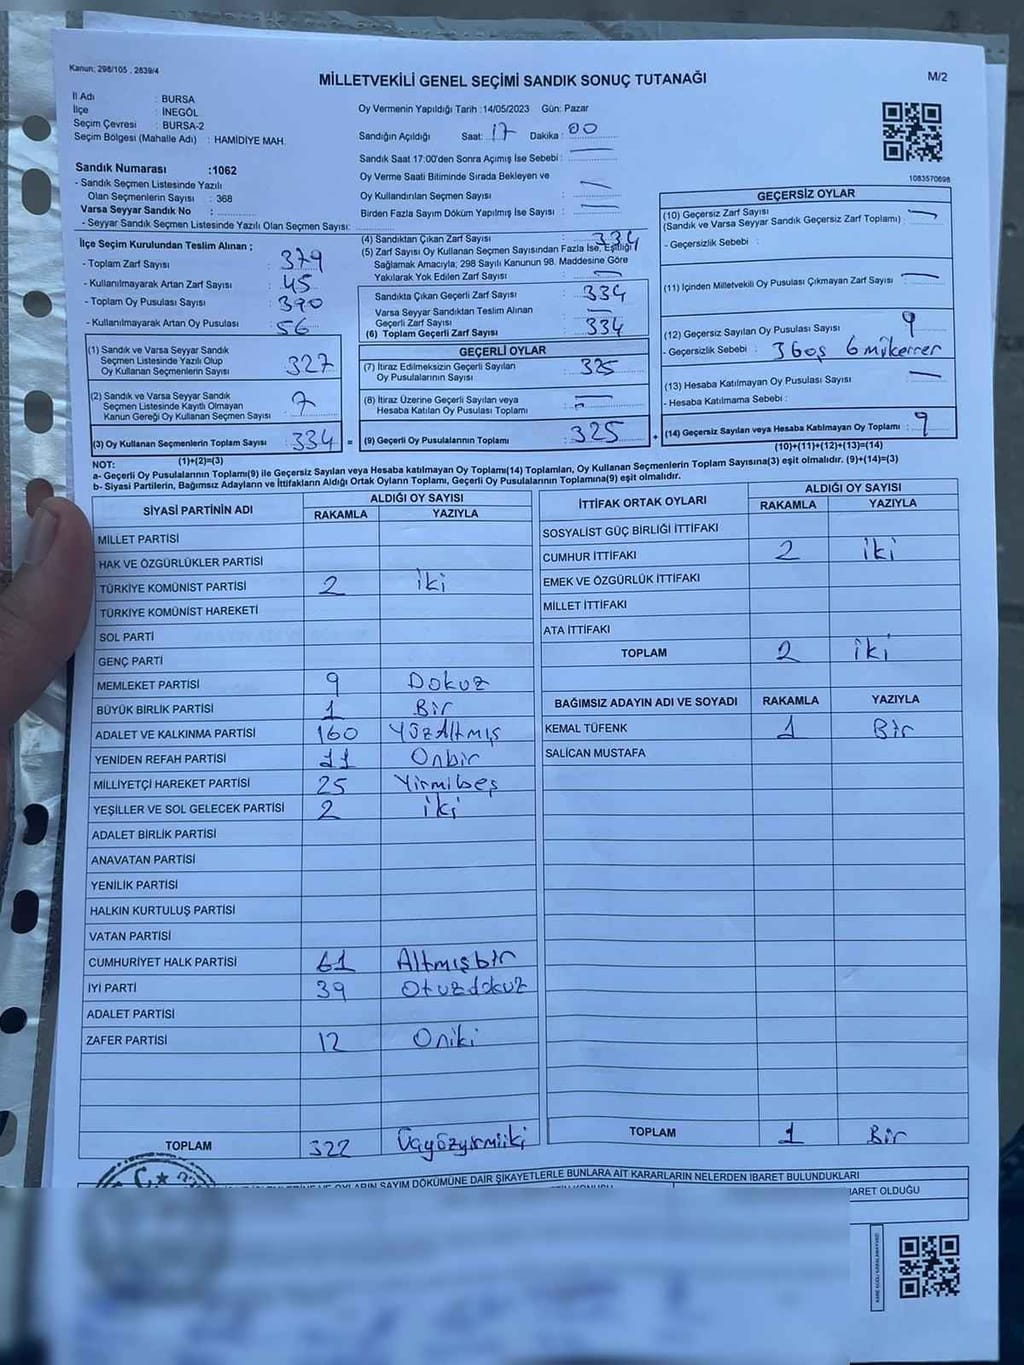 Kanun, 298/105 , 2839/4
MİLLETVEKİLİ GENEL SEÇİMİ SANDIK SONUÇ TUTANAĞI
M/2
İl Adı : BURSA
İlçe : İNEGÖL
Seçim Çevresi : BURSA-2
Seçim Bölgesi (Mahalle Adı) : HAMİDİYE MAH.
Sandık Numarası :1062
- Sandık Seçmen Listesinde Yazılı
Olan Seçmenlerin Sayısı : 368
Varsa Seyyar Sandık No :
- Seyyar Sandık Seçmen Listesinde Yazılı Olan Seçmen Sayısı:
Oy Vermenin Yapıldığı Tarih :14/05/2023 Gün: Pazar
Sandığın Açıldığı Saat: 17 Dakika : 00
Sandık Saat 17:00'den Sonra Açımış İse Sebebi : —
Oy Verme Saati Bitiminde Sırada Bekleyen ve
Oy Kullandırılan Seçmen Sayısı : —
Birden Fazla Sayım Döküm Yapılmış İse Sayısı : —
1083570698
İlçe Seçim Kurulundan Teslim Alınan ;
- Toplam Zarf Sayısı : 379
- Kullanılmayarak Artan Zarf Sayısı : 45
- Toplam Oy Pusulası Sayısı : 390
- Kullanılmayarak Artan Oy Pusulası : 56
(4) Sandıktan Çıkan Zarf Sayısı : 334
(5) Zarf Sayısı Oy Kullanan Seçmen Sayısından Fazla İse, Eşitliği
Sağlamak Amacıyla; 298 Sayılı Kanunun 98. Maddesine Göre
Yakılarak Yok Edilen Zarf Sayısı : —
Sandıkta Çıkan Geçerli Zarf Sayısı : 334
Varsa Seyyar Sandıktan Teslim Alınan
Geçerli Zarf Sayısı : —
(6) Toplam Geçerli Zarf Sayısı : 334
GEÇERSİZ OYLAR
(10) Geçersiz Zarf Sayısı
(Sandık ve Varsa Seyyar Sandık Geçersiz Zarf Toplamı) : —
- Geçersizlik Sebebi :
(11) İçinden Milletvekili Oy Pusulası Çıkmayan Zarf Sayısı : —
(12) Geçersiz Sayılan Oy Pusulası Sayısı : 9
- Geçersizlik Sebebi : 3 Boş 6 mükerrer
(13) Hesaba Katılmayan Oy Pusulası Sayısı : —
- Hesaba Katılmama Sebebi :
(14) Geçersiz Sayılan veya Hesaba Katılmayan Oy Toplamı : 9
(10)+(11)+(12)+(13)=(14)
(1) Sandık ve Varsa Seyyar Sandık
Seçmen Listesinde Yazılı Olup
Oy Kullanan Seçmenlerin Sayısı : 327
(2) Sandık ve Varsa Seyyar Sandık
Seçmen Listesinde Kayıtlı Olmayan
Kanun Gereği Oy Kullanan Seçmen Sayısı : 7
(3) Oy Kullanan Seçmenlerin Toplam Sayısı : 334 =
(1)+(2)=(3)
GEÇERLİ OYLAR
(7) İtiraz Edilmeksizin Geçerli Sayılan
Oy Pusulalarının Sayısı : 325
(8) İtiraz Üzerine Geçerli Sayılan veya
Hesaba Katılan Oy Pusulası Toplamı : —
(9) Geçerli Oy Pusulalarının Toplamı : 325 +
NOT:
a- Geçerli Oy Pusulalarının Toplamı(9) ile Geçersiz Sayılan veya Hesaba katılmayan Oy Toplamı(14) Toplamları, Oy Kullanan Seçmenlerin Toplam Sayısına(3) eşit olmalıdır. (9)+(14)=(3)
b- Siyasi Partilerin, Bağımsız Adayların ve İttifakların Aldığı Ortak Oyların Toplamı, Geçerli Oy Pusulalarının Toplamına(9) eşit olmalıdır.
SİYASİ PARTİNİN ADI ALDIĞI OY SAYISI
RAKAMLA YAZIYLA
MİLLET PARTİSİ
HAK VE ÖZGÜRLÜKLER PARTİSİ
TÜRKİYE KOMÜNİST PARTİSİ 2 iki
TÜRKİYE KOMÜNİST HAREKETİ
SOL PARTİ
GENÇ PARTİ
MEMLEKET PARTİSİ 9 Dokuz
BÜYÜK BİRLİK PARTİSİ 1 Bir
ADALET VE KALKINMA PARTİSİ 160 YüzAltmış
YENİDEN REFAH PARTİSİ 11 Onbir
MİLLİYETÇİ HAREKET PARTİSİ 25 Yirmibeş
YEŞİLLER VE SOL GELECEK PARTİSİ 2 iki
ADALET BİRLİK PARTİSİ
ANAVATAN PARTİSİ
YENİLİK PARTİSİ
HALKIN KURTULUŞ PARTİSİ
VATAN PARTİSİ
CUMHURİYET HALK PARTİSİ 61 Altmışbir
İYİ PARTİ 39 Otuzdokuz
ADALET PARTİSİ
ZAFER PARTİSİ 12 Oniki
TOPLAM 322 Üçyüzyirmiiki
İTTİFAK ORTAK OYLARI ALDIĞI OY SAYISI
RAKAMLA YAZIYLA
SOSYALİST GÜÇ BİRLİĞİ İTTİFAKI
CUMHUR İTTİFAKI 2 iki
EMEK VE ÖZGÜRLÜK İTTİFAKI
MİLLET İTTİFAKI
ATA İTTİFAKI
TOPLAM 2 iki
BAĞIMSIZ ADAYIN ADI VE SOYADI RAKAMLA YAZIYLA
KEMAL TÜFENK 1 Bir
SALİCAN MUSTAFA
TOPLAM 1 Bir
VE OYLARIN SAYIM DÖKÜMÜNE DAİR ŞİKAYETLERLE BUNLARA AİT KARARLARIN NELERDEN İBARET BULUNDUKLARI
İBARET OLDUĞU